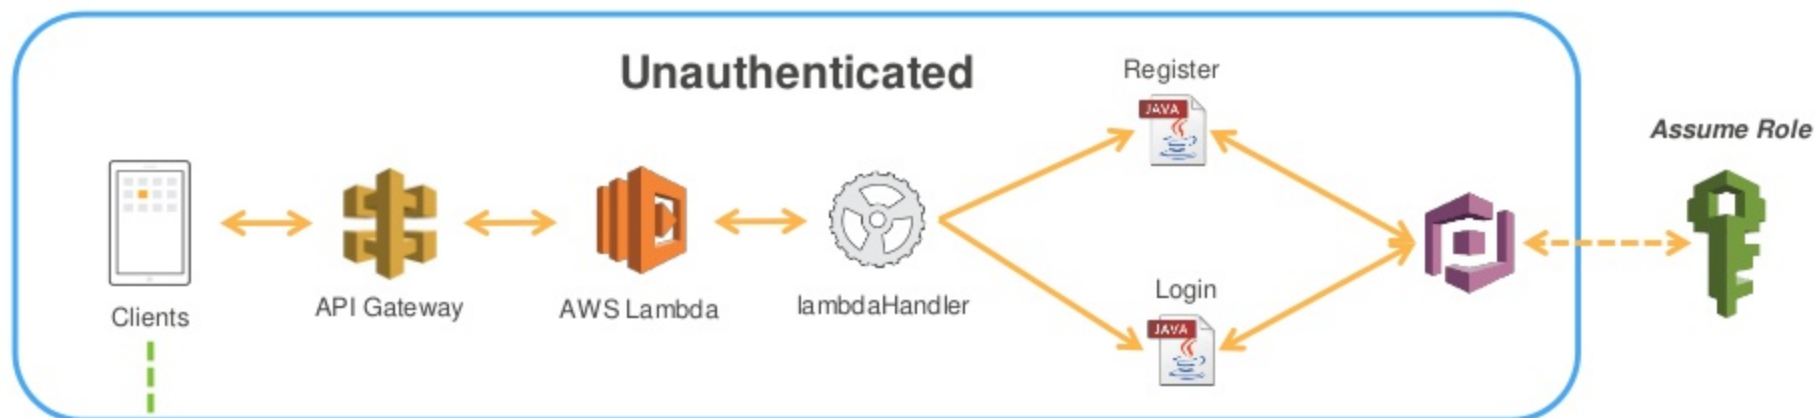 Unauthenticated
Register
JAVA
Assume Role
Clients
API Gateway
AWS Lambda
lambdaHandler
Login
JAVA